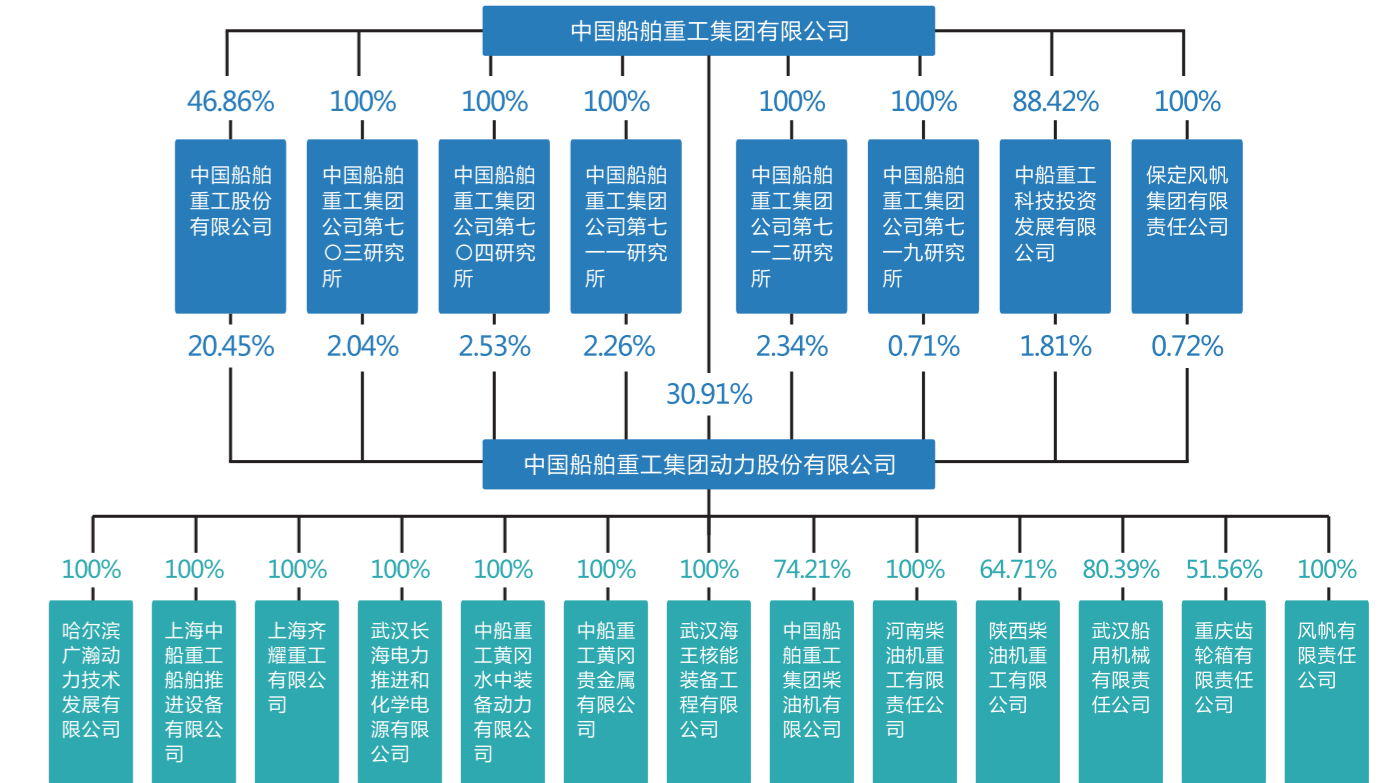 中国船舶重工集团有限公司
46.86%
100%
100%
100%
100%
100%
88.42%
100%
中国船舶
重工股份
有限公司
中国船舶
重工集团
公司第七
〇三研究
所
中国船舶
重工集团
公司第七
〇四研究
所
中国船舶
重工集团
公司第七
一一研究
所
中国船舶
重工集团
公司第七
一二研究
所
中国船舶
重工集团
公司第七
一九研究
所
中船重工
科技投资
发展有限
公司
保定风帆
集团有限
责任公司
20.45%
2.04%
2.53%
2.26%
2.34%
0.71%
1.81%
0.72%
30.91%
中国船舶重工集团动力股份有限公司
100%
100%
100%
100%
100%
100%
100%
74.21%
100%
64.71%
80.39%
51.56%
100%
哈尔滨
广瀚动
力技术
发展有
限公司
上海中
船重工
船舶推
进设备
有限公
司
上海齐
耀重工
有限公
司
武汉长
海电力
推进和
化学电
源有限
公司
中船重
工黄冈
水中装
备动力
有限公
司
中船重
工黄冈
贵金属
有限公
司
武汉海
王核能
装备工
程有限
公司
中国船
舶重工
集团柴
油机有
限公司
河南柴
油机重
工有限
责任公
司
陕西柴
油机重
工有限
公司
武汉船
用机械
有限责
任公司
重庆齿
轮箱有
限责任
公司
风帆有
限责任
公司